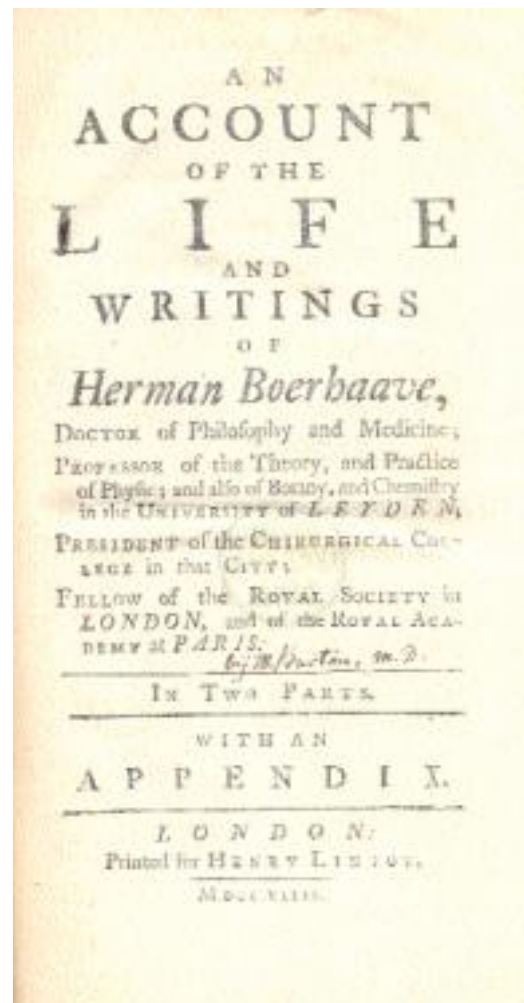 AN
ACCOUNT
OF THE
LIFE
AND
WRITINGS
OF
Herman Boerhaave,
DOCTOR of Philoſophy and Medicine;
PROFESSOR of the Theory, and Practice
of Phyſic; and alſo of Botany, and Chemiſtry
in the UNIVERSITY of LEYDEN,
PRESIDENT of the CHIRURGICAL COL-
LEGE in that CITY;
FELLOW of the ROYAL SOCIETY in
LONDON, and of the ROYAL ACA-
DEMY at PARIS.
by M.D.
IN TWO PARTS.
WITH AN
APPENDIX.
LONDON:
Printed for HENRY LINTOT.